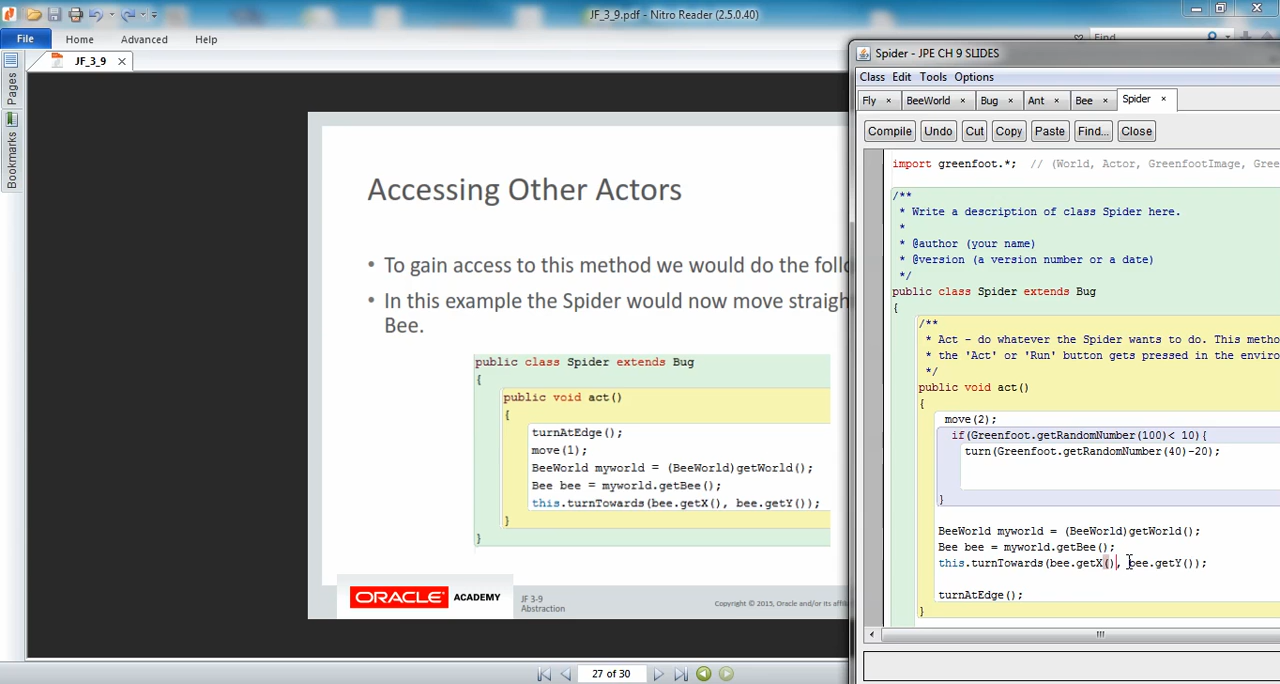 JF_3_9.pdf - Nitro Reader (2.5.0.40)
File Home Advanced Help
Find
JF_3_9 ×
Pages
Bookmarks
Accessing Other Actors
• To gain access to this method we would do the follo
• In this example the Spider would now move straigh
Bee.
public class Spider extends Bug
{
public void act()
{
turnAtEdge();
move(1);
BeeWorld myworld = (BeeWorld)getWorld();
Bee bee = myworld.getBee();
this.turnTowards(bee.getX(), bee.getY());
}
}
ORACLE ACADEMY
JF 3-9
Abstraction
Copyright © 2015, Oracle and/or its affili
27 of 30
Spider - JPE CH 9 SLIDES
Class Edit Tools Options
Fly × BeeWorld × Bug × Ant × Bee × Spider ×
Compile Undo Cut Copy Paste Find... Close
import greenfoot.*; // (World, Actor, GreenfootImage, Gree
/**
* Write a description of class Spider here.
*
* @author (your name)
* @version (a version number or a date)
*/
public class Spider extends Bug
{
/**
* Act - do whatever the Spider wants to do. This metho
* the 'Act' or 'Run' button gets pressed in the enviro
*/
public void act()
{
move(2);
if(Greenfoot.getRandomNumber(100)< 10){
turn(Greenfoot.getRandomNumber(40)-20);
}
BeeWorld myworld = (BeeWorld)getWorld();
Bee bee = myworld.getBee();
this.turnTowards(bee.getX(), bee.getY());
turnAtEdge();
}